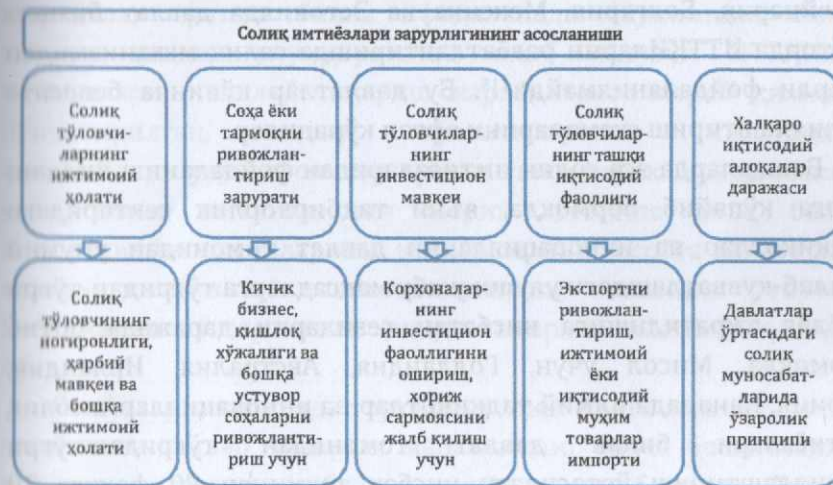 Солиқ имтиёзлари зарурлигининг асосланиши
Солиқ
тўловчи-
ларнинг
ижтимоий
ҳолати
Соҳа ёки
тармоқни
ривожлан-
тириш
зарурати
Солиқ
тўловчилар-
нинг
инвестицион
мавқеи
Солиқ
тўловчилар-
нинг ташқи
иқтисодий
фаоллиги
Халқаро
иқтисодий
алоқалар
даражаси
Солиқ
тўловчининг
ногиронлиги,
ҳарбий
мавқеи ва
бошқа
ижтимоий
ҳолати
Кичик
бизнес,
қишлоқ
хўжалиги ва
бошқа
устувор
соҳаларни
ривожланти-
риш учун
Корхоналар
нинг
инвестицион
фаоллигини
ошириш,
хориж
сармоясини
жалб қилиш
учун
Экспортни
ривожлан-
тириш,
ижтимоий
ёки
иқтисодий
муҳим
товарлар
импорти
Давлатлар
ўртасидаги
солиқ
муносабат-
ларида
ўзаролик
принципи